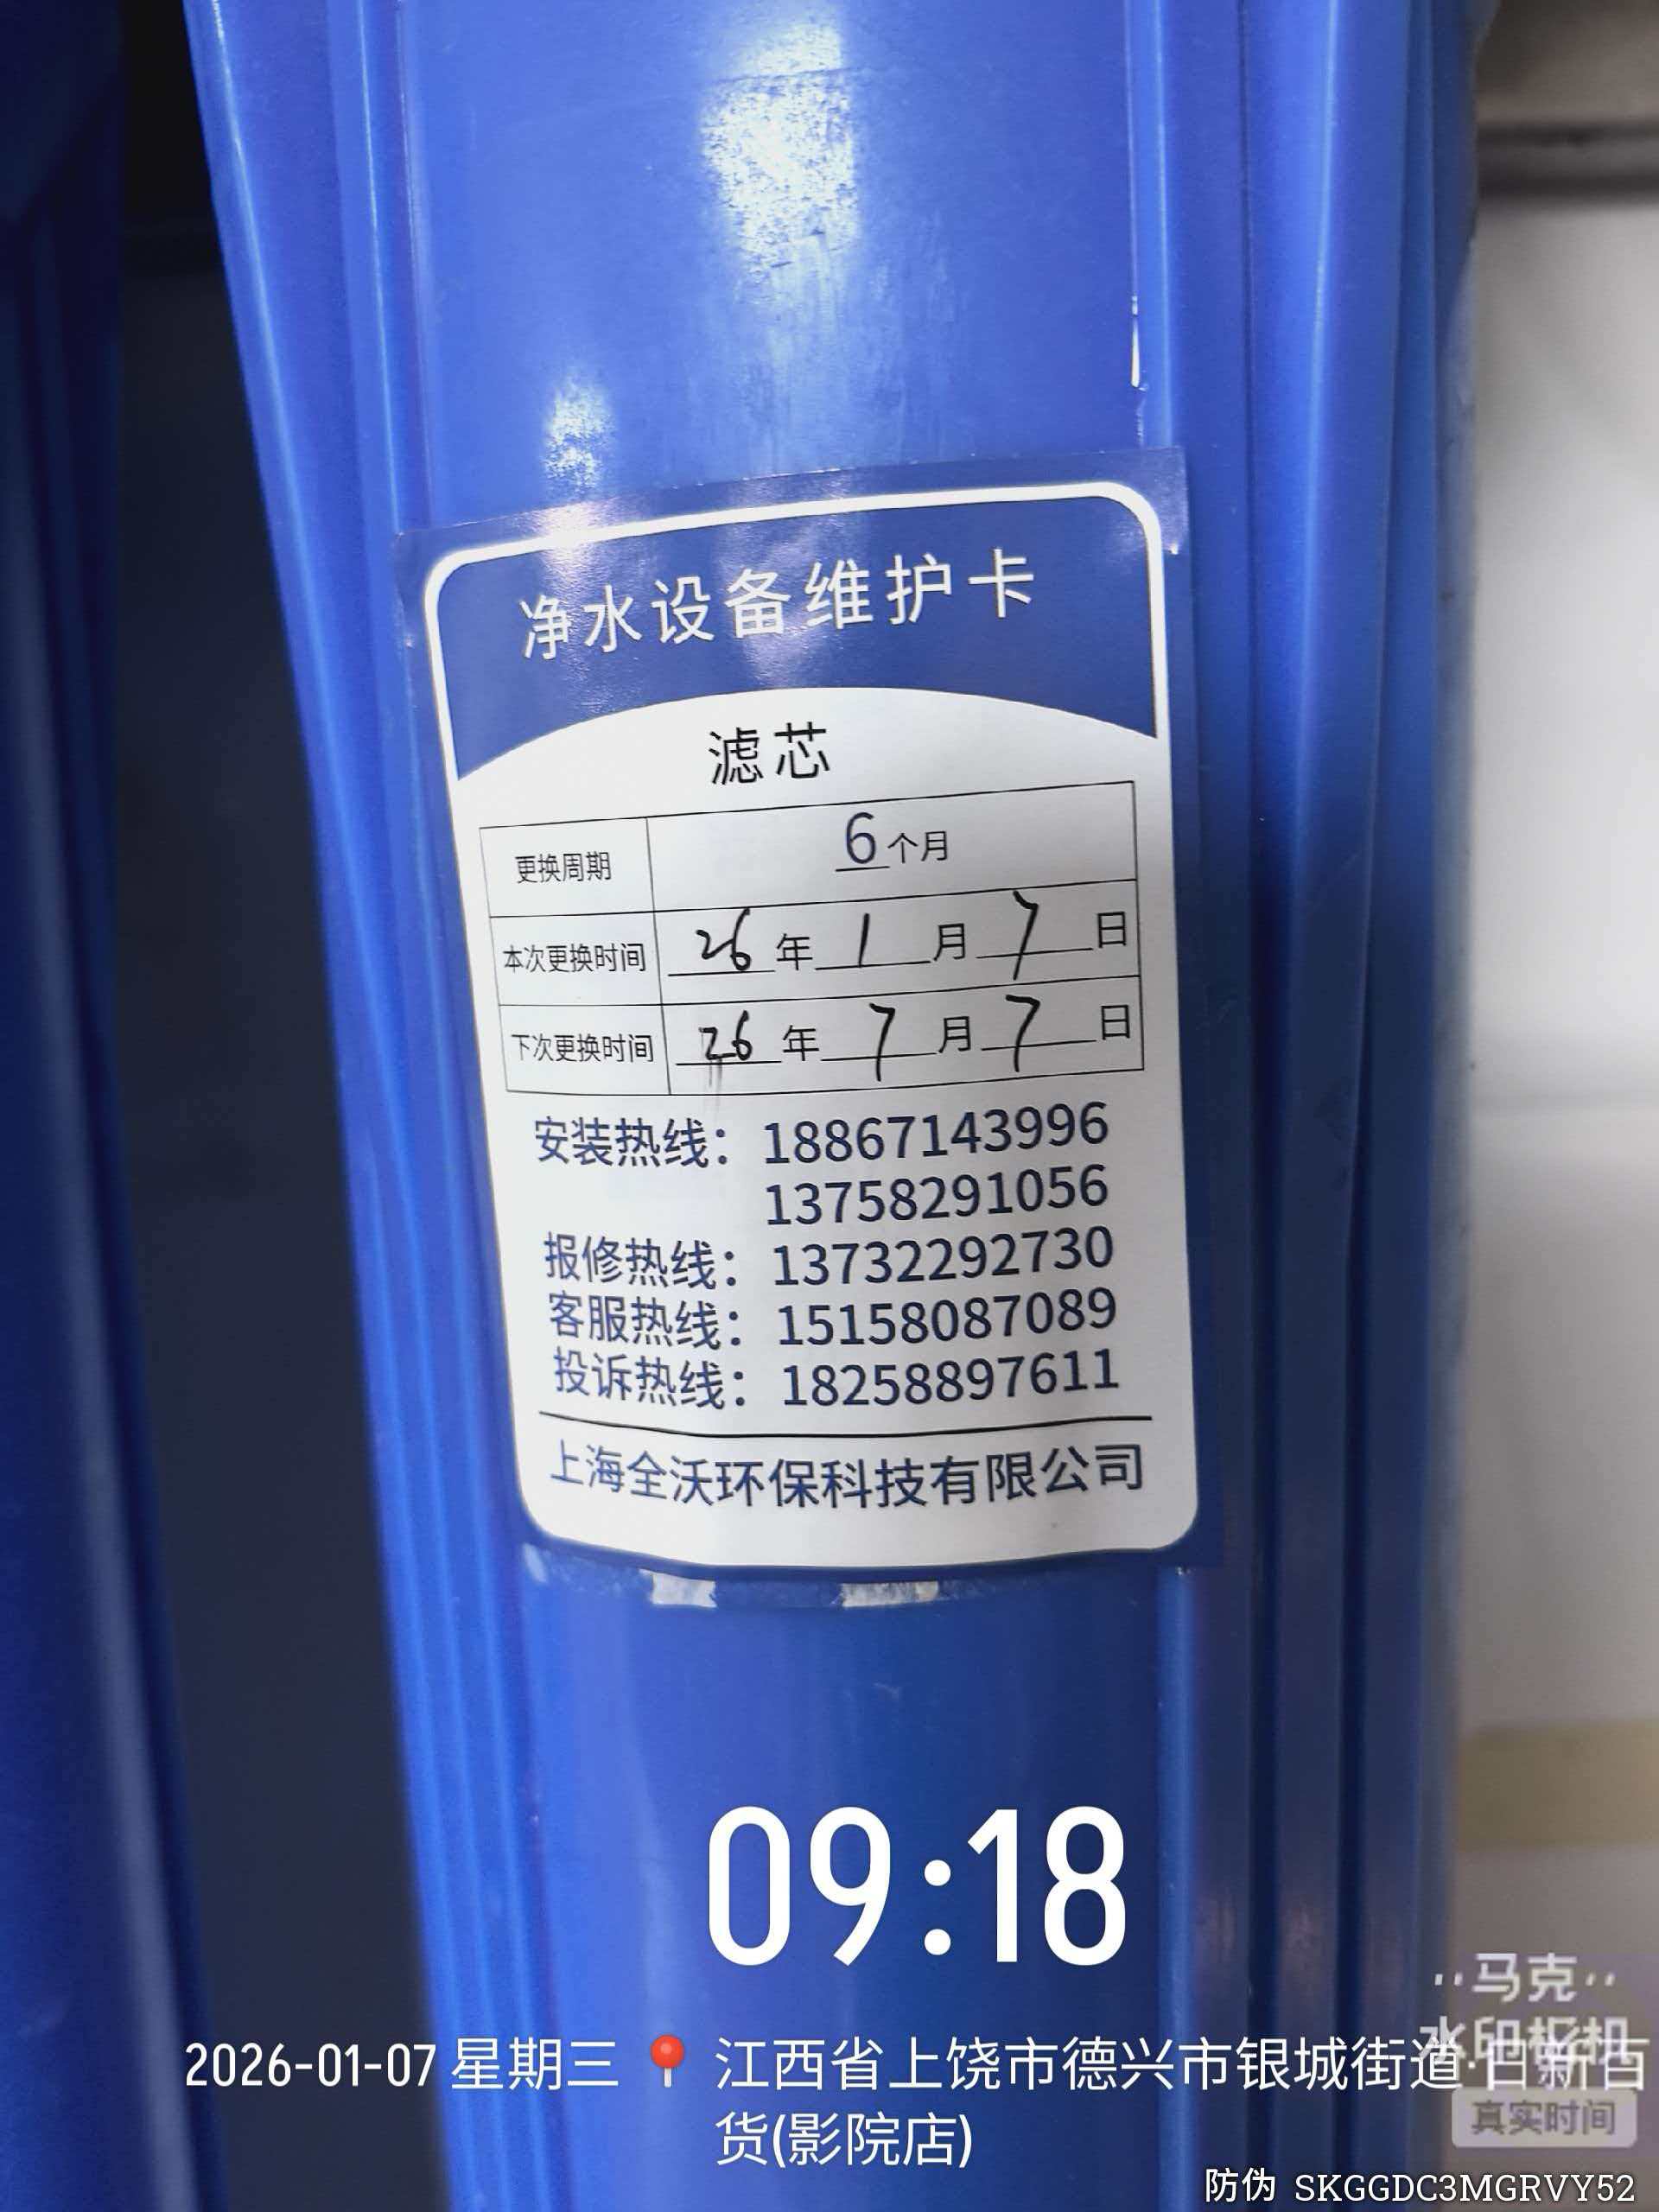 净水设备维护卡
滤芯
更换周期 6个月
本次更换时间 26年1月7日
下次更换时间 26年7月7日
安装热线：18867143996
13758291056
报修热线：13732292730
客服热线：15158087089
投诉热线：18258897611
上海全沃环保科技有限公司
09:18
马克
水印相机
2026-01-07 星期三 江西省上饶市德兴市银城街道·日新百
货(影院店)
真实时间
防伪 SKGGDC3MGRVY52